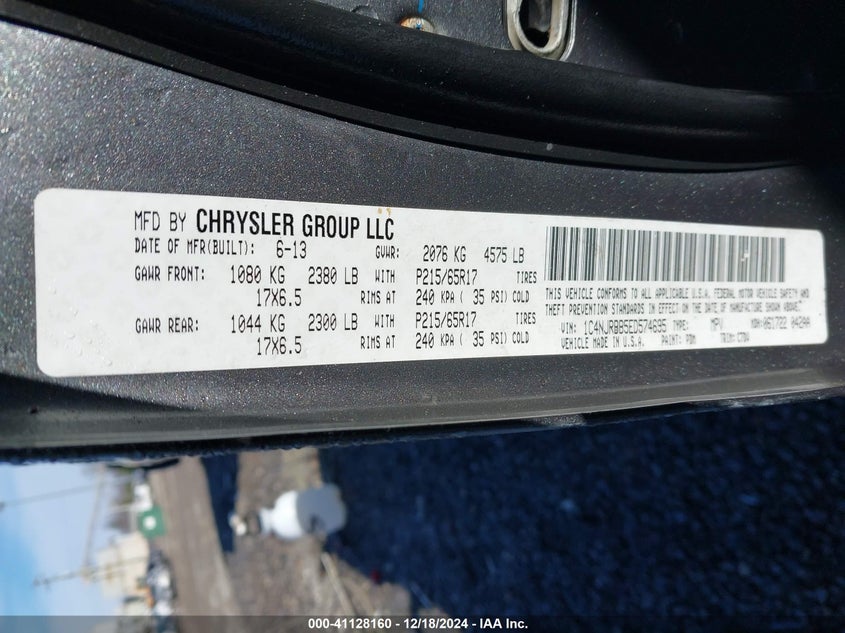 MFD BY CHRYSLER GROUP LLC
DATE OF MFR(BUILT): 6-13 GVWR: 2076 KG 4575 LB
GAWR FRONT: 1080 KG 2380 LB WITH P215/65R17 TIRES
17X6.5 RIMS AT 240 KPA ( 35 PSI) COLD
GAWR REAR: 1044 KG 2300 LB WITH P215/65R17 TIRES
17X6.5 RIMS AT 240 KPA ( 35 PSI) COLD
THIS VEHICLE CONFORMS TO ALL APPLICABLE U.S.A. FEDERAL MOTOR VEHICLE SAFETY AND
THEFT PREVENTION STANDARDS IN EFFECT ON THE DATE OF MANUFACTURE SHOWN ABOVE.
VIN: 1C4NJRBB5ED574695 TYPE: MPV MDH: 061722 042AA
VEHICLE MADE IN U.S.A. PAINT: PDM TRIM:
000-41128160 - 12/18/2024 - IAA Inc.